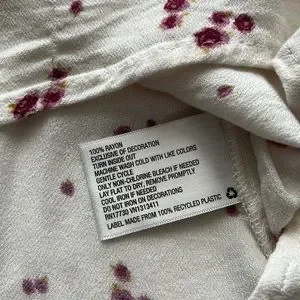 100% RAYON
EXCLUSIVE OF DECORATION
TURN INSIDE OUT
MACHINE WASH COLD WITH LIKE COLORS
GENTLE CYCLE
ONLY NON-CHLORINE BLEACH IF NEEDED
LAY FLAT TO DRY. REMOVE PROMPTLY
COOL IRON IF NEEDED
DO NOT IRON ON DECORATIONS
RN17730 VN1313411
LABEL MADE FROM 100% RECYCLED PLASTIC